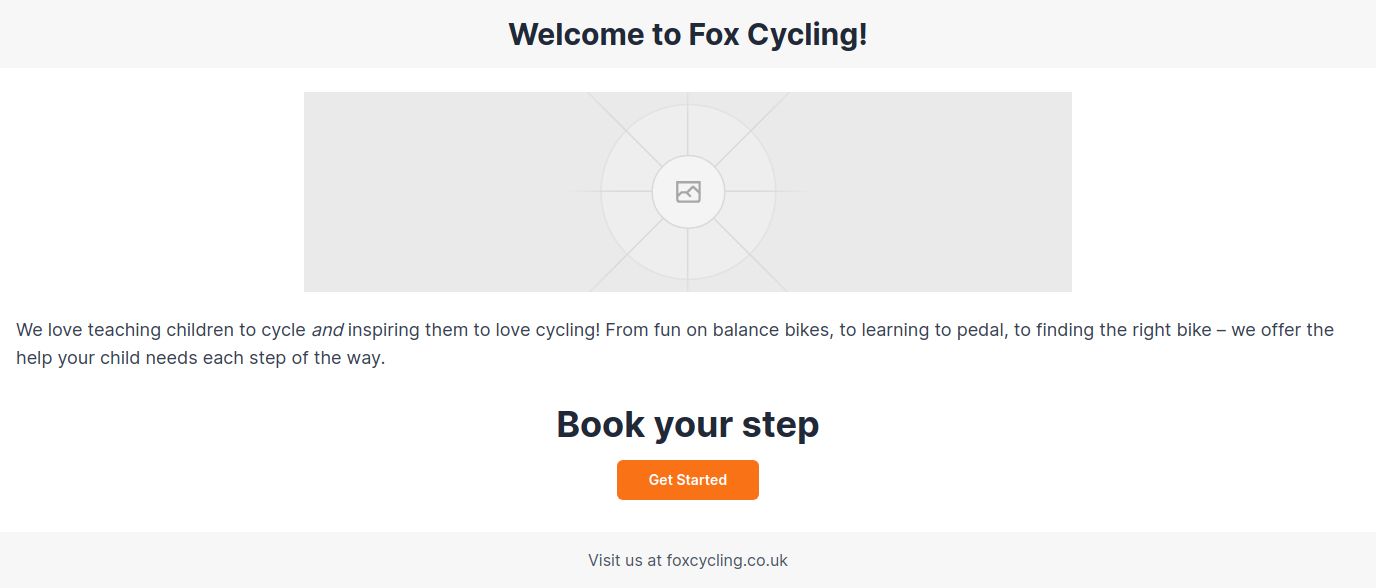 Welcome to Fox Cycling!
We love teaching children to cycle and inspiring them to love cycling! From fun on balance bikes, to learning to pedal, to finding the right bike – we offer the
help your child needs each step of the way.
Book your step
Get Started
Visit us at foxcycling.co.uk